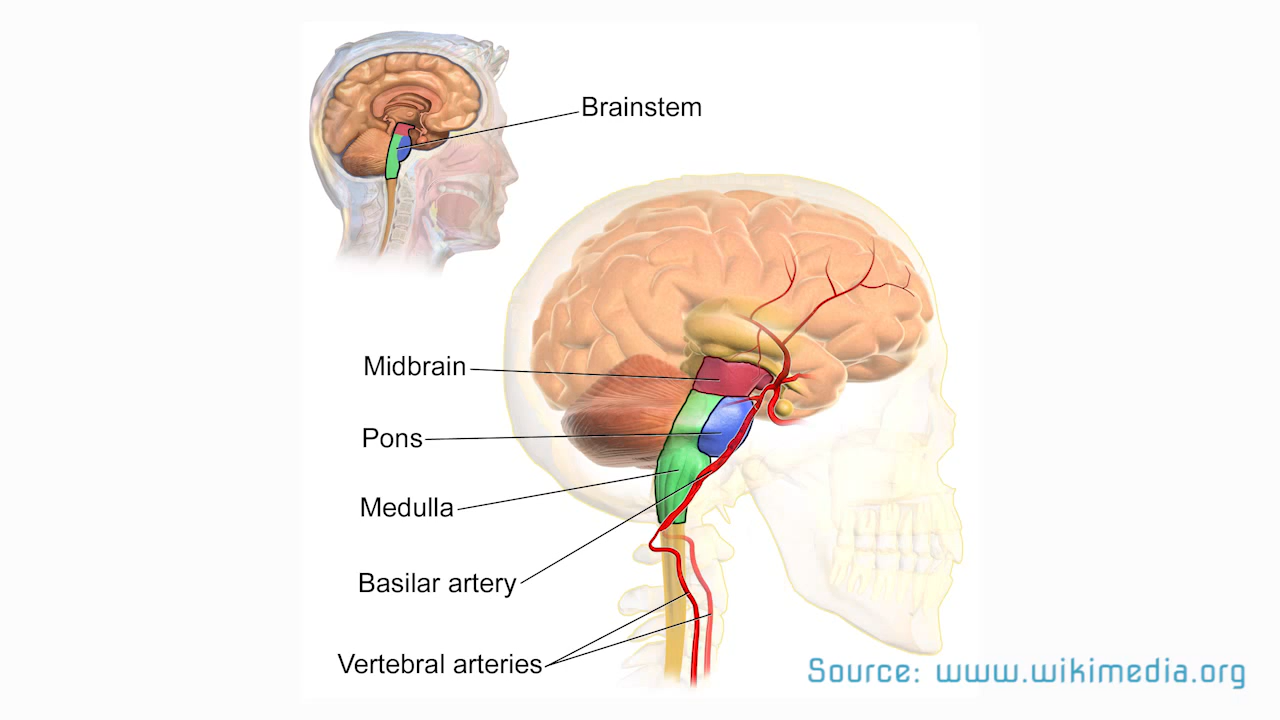 Brainstem
Midbrain
Pons
Medulla
Basilar artery
Vertebral arteries
Source: www.wikimedia.org